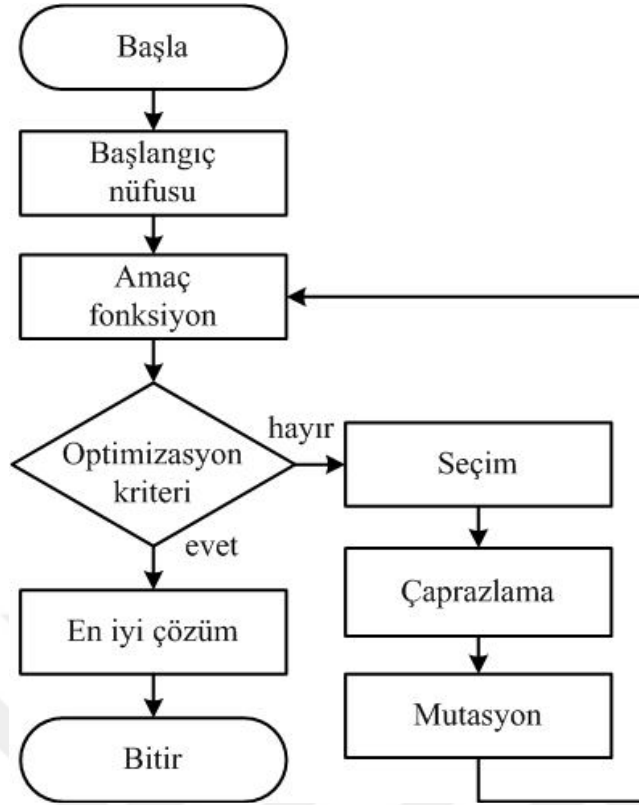 Başla
Başlangıç
nüfusu
Amaç
fonksiyon
Optimizasyon
kriteri
hayır
evet
Seçim
Çaprazlama
Mutasyon
En iyi çözüm
Bitir